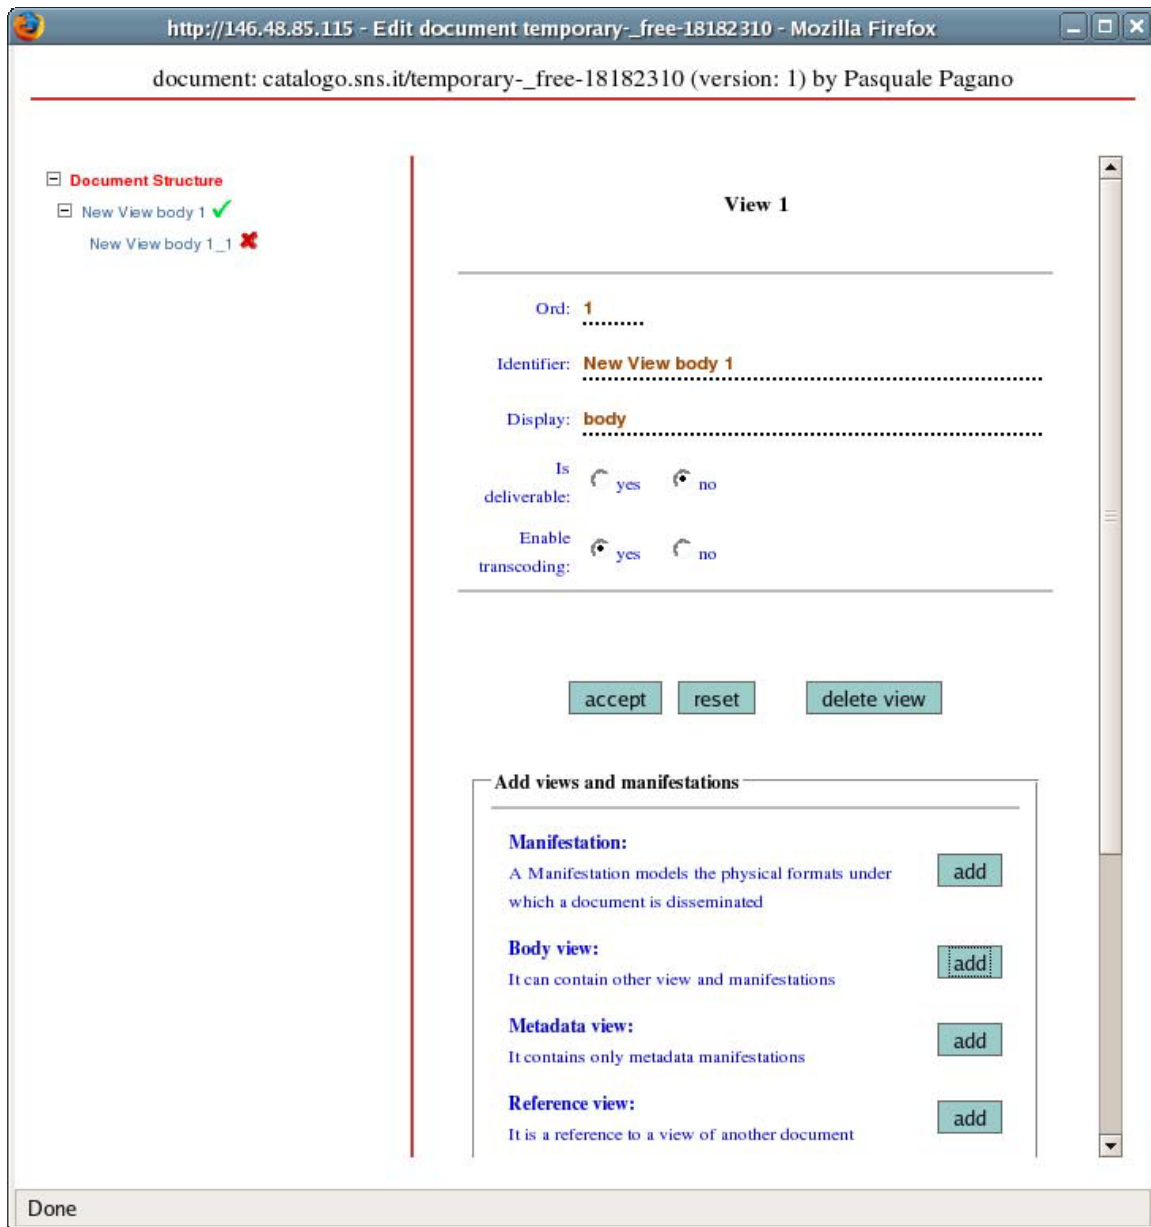 http://146.48.85.115 - Edit document temporary-_free-18182310 - Mozilla Firefox
document: catalogo.sns.it/temporary-_free-18182310 (version: 1) by Pasquale Pagano
Document Structure
New View body 1
New View body 1_1
View 1
Ord: 1
Identifier: New View body 1
Display: body
Is
deliverable: yes no
Enable
transcoding: yes no
accept reset delete view
Add views and manifestations
Manifestation:
A Manifestation models the physical formats under
which a document is disseminated
add
Body view:
It can contain other view and manifestations
add
Metadata view:
It contains only metadata manifestations
add
Reference view:
It is a reference to a view of another document
add
Done